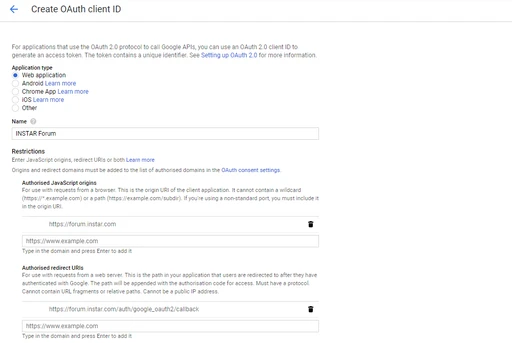 Create OAuth client ID
For applications that use the OAuth 2.0 protocol to call Google APIs, you can use an OAuth 2.0 client ID to
generate an access token. The token contains a unique identifier. See Setting up OAuth 2.0 for more information.
Application type
Web application
Android Learn more
Chrome App Learn more
iOS Learn more
Other
Name
INSTAR Forum
Restrictions
Enter JavaScript origins, redirect URIs or both Learn more
Origins and redirect domains must be added to the list of authorised domains in the OAuth consent settings.
Authorised JavaScript origins
For use with requests from a browser. This is the origin URI of the client application. It cannot contain a wildcard
(https://*.example.com) or a path (https://example.com/subdir). If you're using a non-standard port, you must include it
in the origin URI.
https://forum.instar.com
https://www.example.com
Type in the domain and press Enter to add it
Authorised redirect URIs
For use with requests from a web server. This is the path in your application that users are redirected to after they have
authenticated with Google. The path will be appended with the authorisation code for access. Must have a protocol.
Cannot contain URL fragments or relative paths. Cannot be a public IP address.
https://forum.instar.com/auth/google_oauth2/callback
https://www.example.com
Type in the domain and press Enter to add it